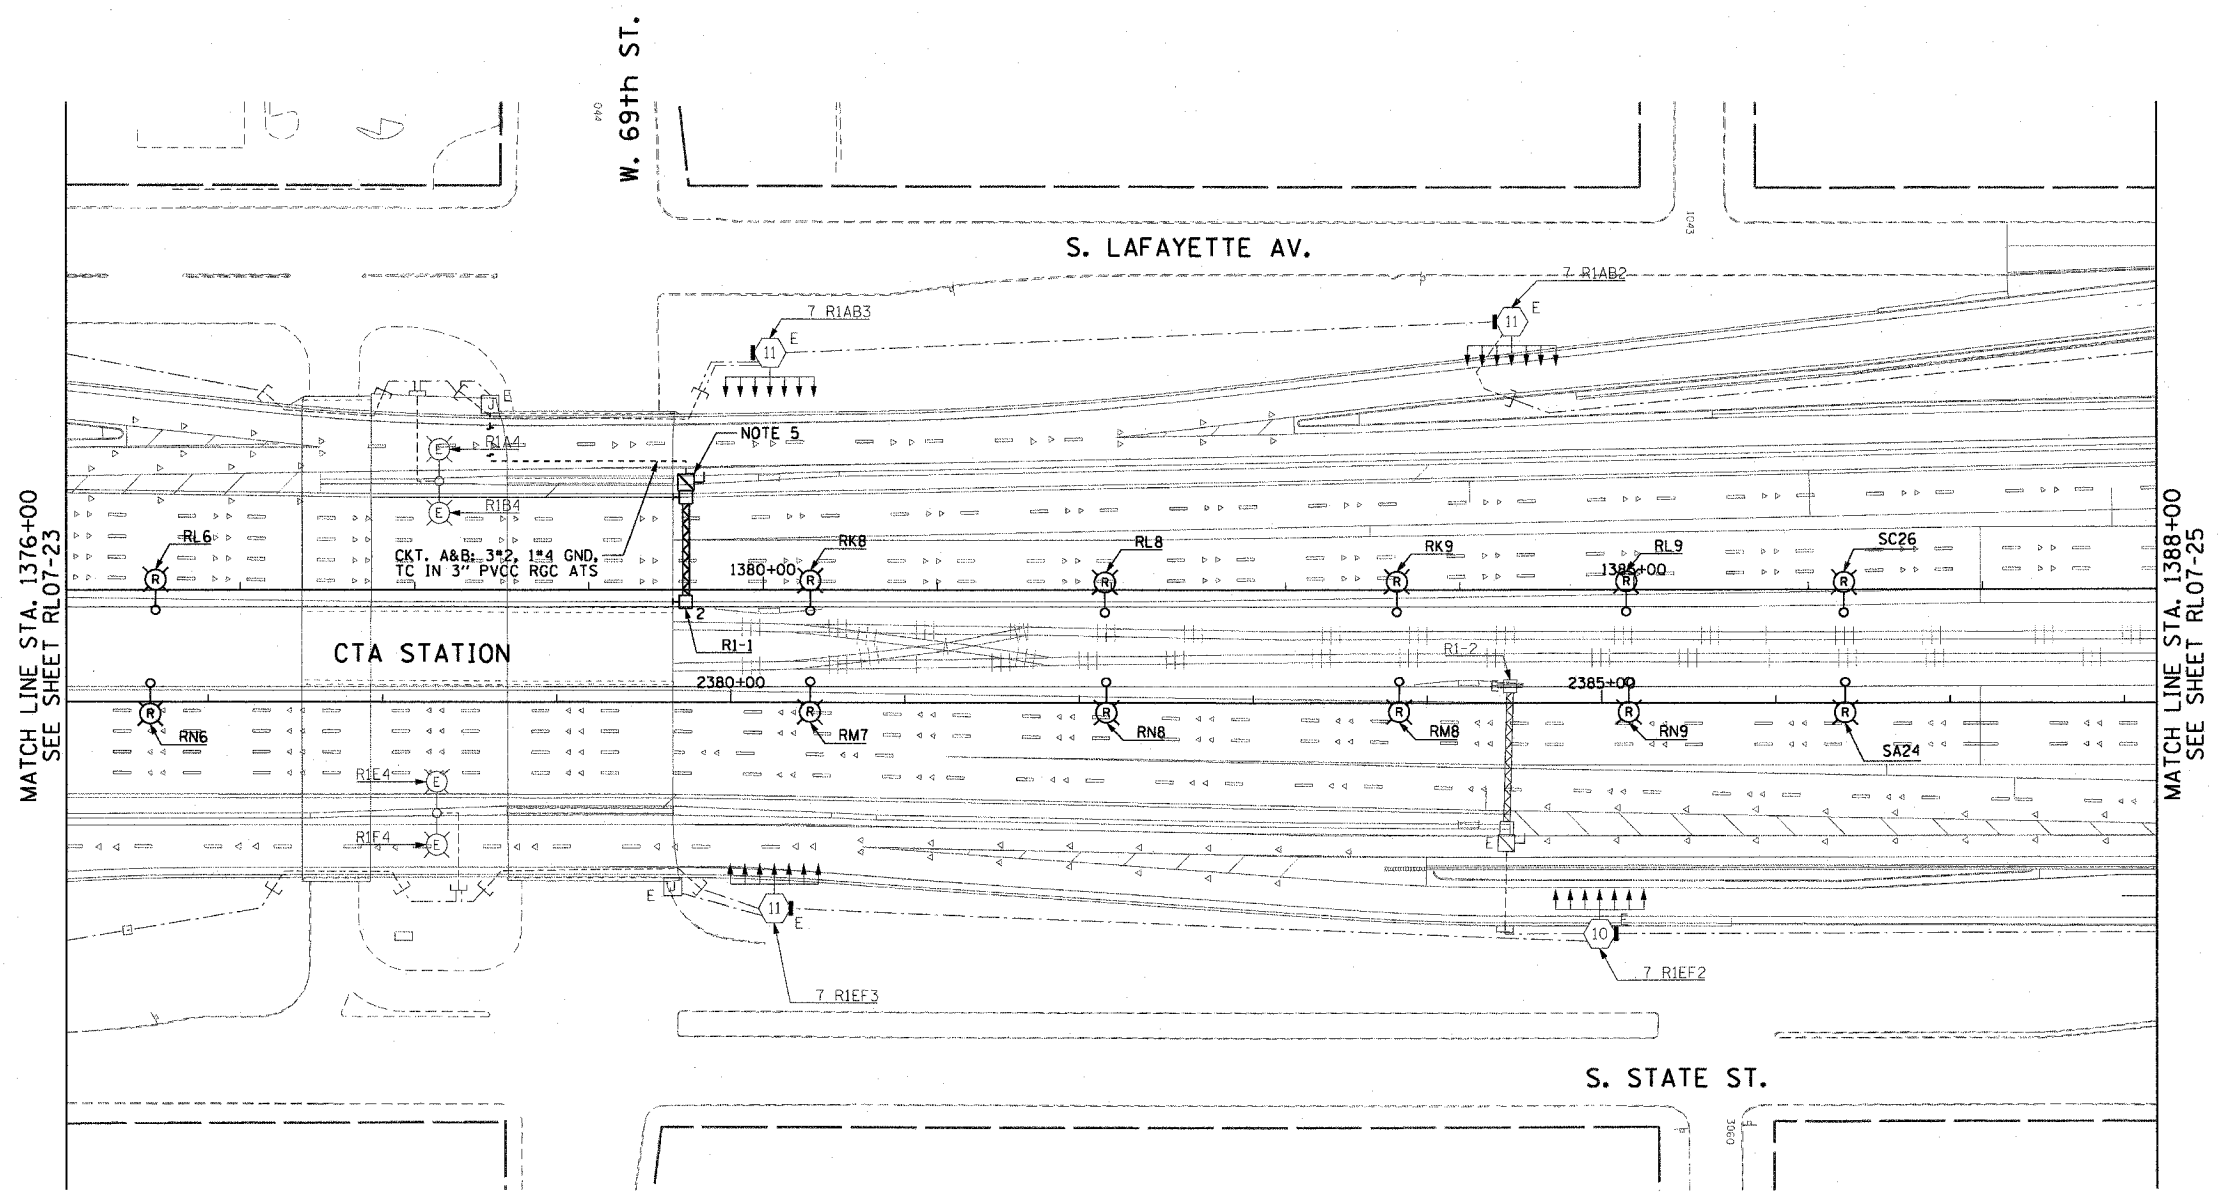 W. 69th ST.
044
1043
S. LAFAYETTE AV.
7 R1AB2
11
E
7 R1AB3
11
E
J
E
E
R1A4
NOTE 5
E
R1B4
RL6
R
CKT. A&B: 3#2, 1#4 GND,
TC IN 3" PVCC RGC ATS
1380+00
RK8
R
RL8
R
RK9
R
RL9
1385+00
R
SC26
R
2
R1-1
CTA STATION
R1-2
E
2380+00
2385+00
R
RN6
R
RM7
R
RN8
R
RM8
R
RN9
R
SA24
R1E4
E
R1F4
E
E
E
J
11
E
7 R1EF3
10
E
7 R1EF2
S. STATE ST.
3060
MATCH LINE STA. 1376+00
SEE SHEET RL07-23
MATCH LINE STA. 1388+00
SEE SHEET RL07-25